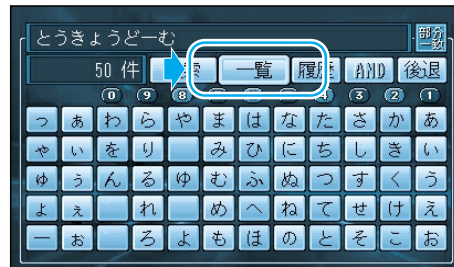 とうきょうどーむ 部分一致
50 件 索 一覧 履歴 AND 後退
0 9 8 4 3 2 1
っ ぁ わ ら や ま は な た さ か あ
ゃ ぃ を り み ひ に ち し き い
ゅ ぅ ん る ゆ む ふ ぬ つ す く う
ょ ぇ れ め へ ね て せ け え
ー ぉ ろ よ も ほ の と そ こ お